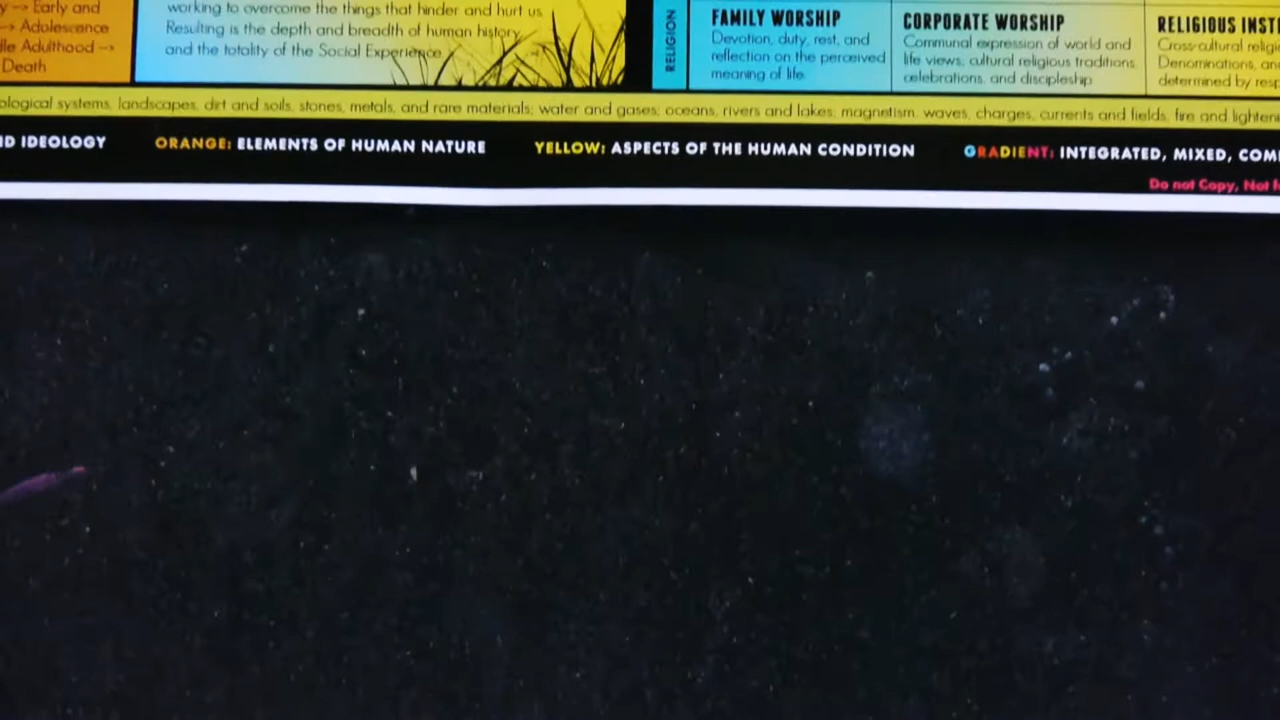 y --> Early and
--> Adolescence
dle Adulthood -->
Death
working to overcome the things that hinder and hurt us.
Resulting is the depth and breadth of human history
and the totality of the Social Experience
RELIGION
FAMILY WORSHIP
Devotion, duty, rest, and
reflection on the perceived
meaning of life.
CORPORATE WORSHIP
Communal expression of world and
life views, cultural religious traditions,
celebrations, and discipleship
RELIGIOUS INST
Cross-cultural religi
Denominations, an
determined by resp
ological systems, landscapes, dirt and soils, stones, metals, and rare materials; water and gases; oceans, rivers and lakes; magnetism, waves, charges, currents and fields, fire and lighteni
ID IDEOLOGY ORANGE: ELEMENTS OF HUMAN NATURE YELLOW: ASPECTS OF THE HUMAN CONDITION GRADIENT: INTEGRATED, MIXED, COM
Do not Copy, Not f